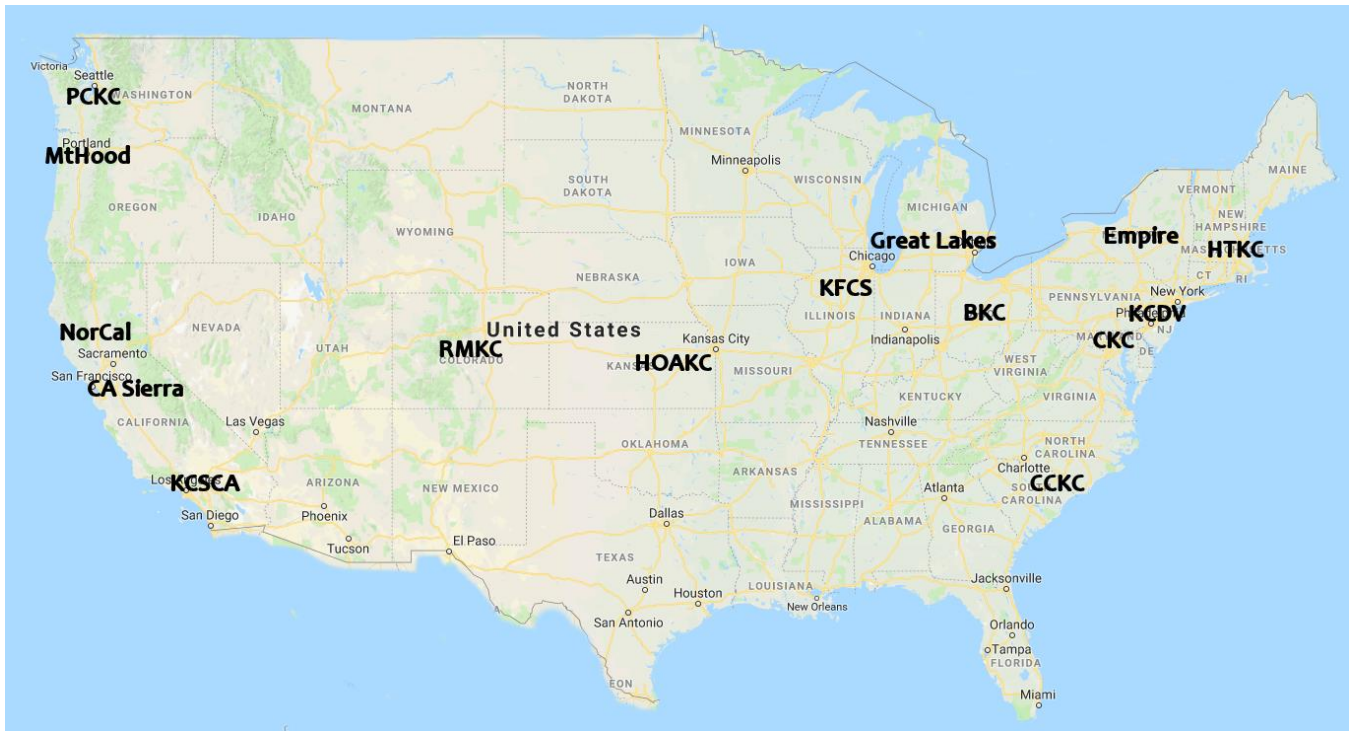 Victoria
Seattle
PCKC
WASHINGTON
MONTANA
NORTH
DAKOTA
MINNESOTA
Minneapolis
Portland
MtHood
OREGON
IDAHO
SOUTH
DAKOTA
WISCONSIN
MICHIGAN
VERMONT
MAINE
NEW
HAMPSHIRE
WYOMING
Great Lakes
Empire
HTKC
Chicago
IOWA
NEBRASKA
KFCS
ILLINOIS
INDIANA
Indianapolis
BKC
PENNSYLVANIA
CT
RI
New York
KCDV
NJ
CKC
DE
NorCal
NEVADA
Sacramento
San Francisco
CA Sierra
CALIFORNIA
UTAH
United States
RMKC
COLORADO
Kansas City
HOAKC
MISSOURI
WEST
VIRGINIA
KENTUCKY
VIRGINIA
Las Vegas
Nashville
TENNESSEE
OKLAHOMA
ARKANSAS
NORTH
CAROLINA
Charlotte
KCSCA
San Diego
ARIZONA
Phoenix
Tucson
NEW MEXICO
El Paso
CCKC
CAROLINA
Atlanta
MISSISSIPPI
ALABAMA
GEORGIA
Dallas
TEXAS
Austin
Houston
San Antonio
LOUISIANA
New Orleans
Jacksonville
Orlando
Tampa
FLORIDA
Miami
EON